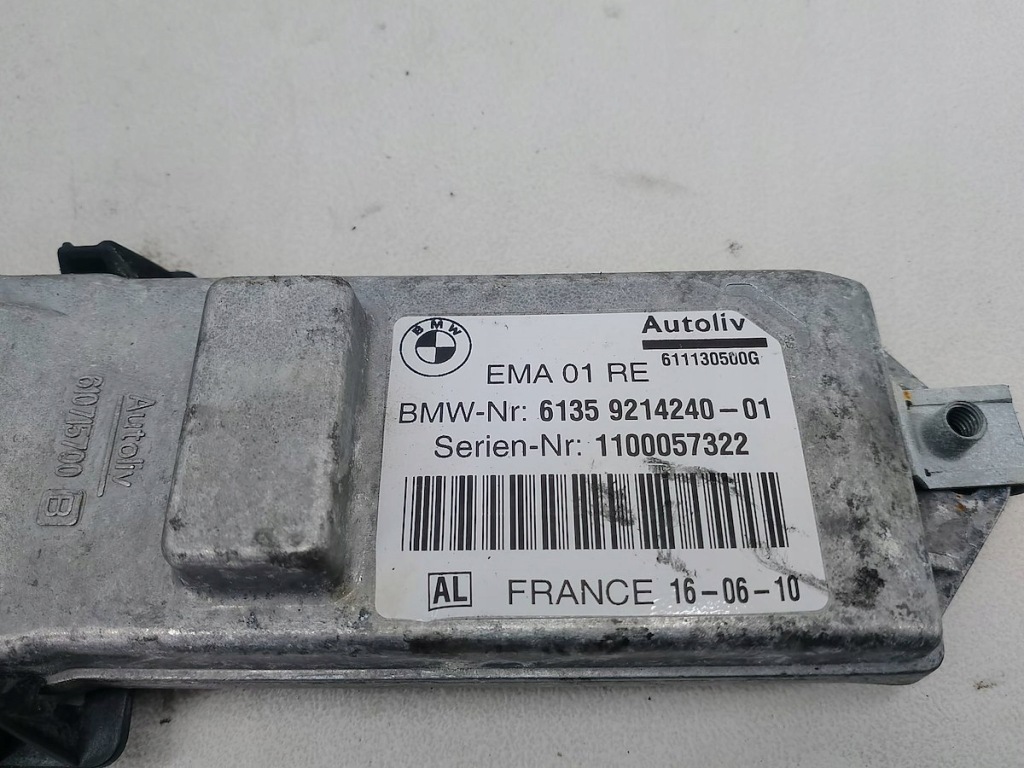 BMW
Autoliv
611130500G
EMA 01 RE
BMW-Nr: 6135 9214240-01
Serien-Nr: 1100057322
AL FRANCE 16-06-10
Autoliv
610715700 B